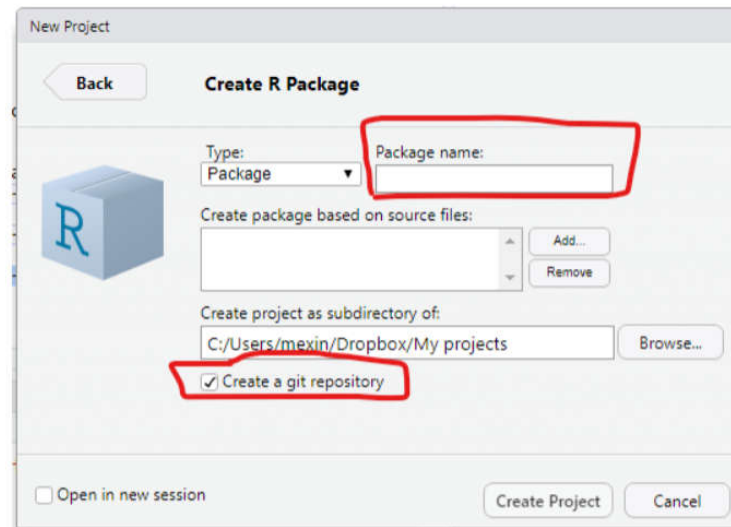 New Project
Back
Create R Package
Type:
Package name:
Package
R
Create package based on source files:
Add...
Remove
Create project as subdirectory of:
C:/Users/mexin/Dropbox/My projects
Browse...
Create a git repository
Open in new session
Create Project
Cancel